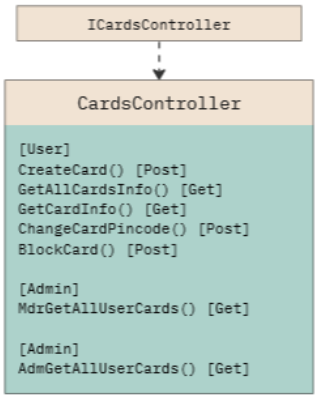 ICardsController
CardsController
[User]
CreateCard() [Post]
GetAllCardsInfo() [Get]
GetCardInfo() [Get]
ChangeCardPincode() [Post]
BlockCard() [Post]
[Admin]
MdrGetAllUserCards() [Get]
[Admin]
AdmGetAllUserCards() [Get]